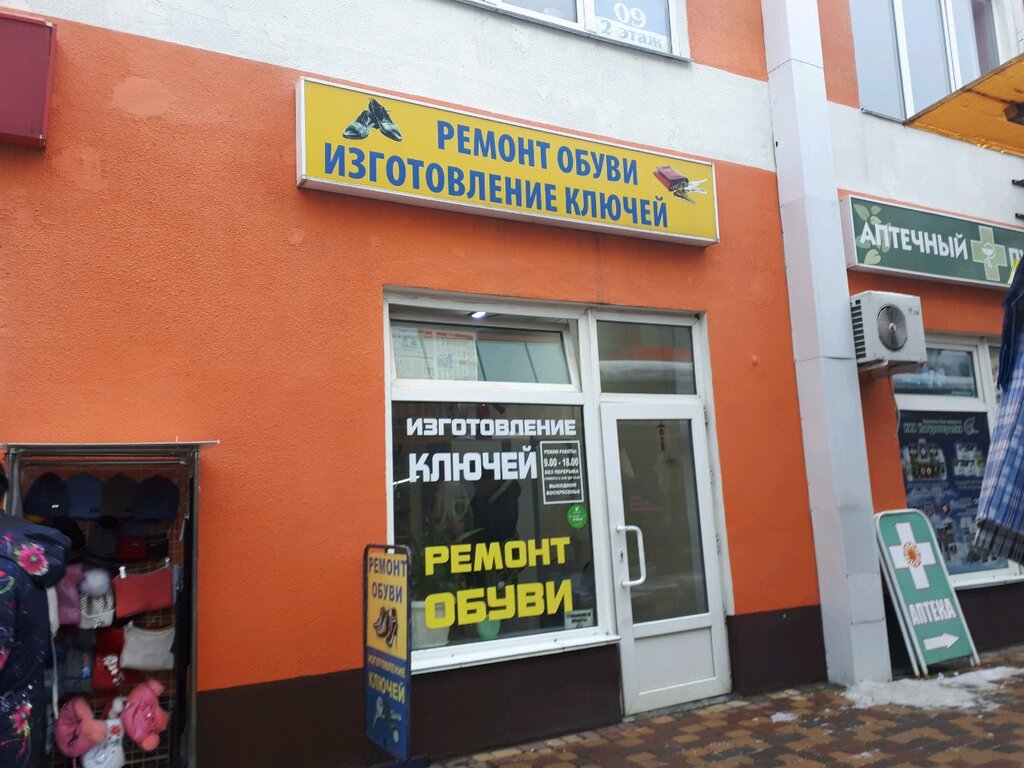 09
2 этаж
РЕМОНТ ОБУВИ
ИЗГОТОВЛЕНИЕ КЛЮЧЕЙ
АПТЕЧНЫЙ
ИЗГОТОВЛЕНИЕ
КЛЮЧЕЙ
РЕЖИМ РАБОТЫ:
9.00 - 18.00
БЕЗ ПЕРЕРЫВА
ВЫХОДНОЙ
ВОСКРЕСЕНЬЕ
РЕМОНТ
ОБУВИ
РЕМОНТ
ОБУВИ
ИЗГОТОВЛЕНИЕ
КЛЮЧЕЙ
АПТЕКА